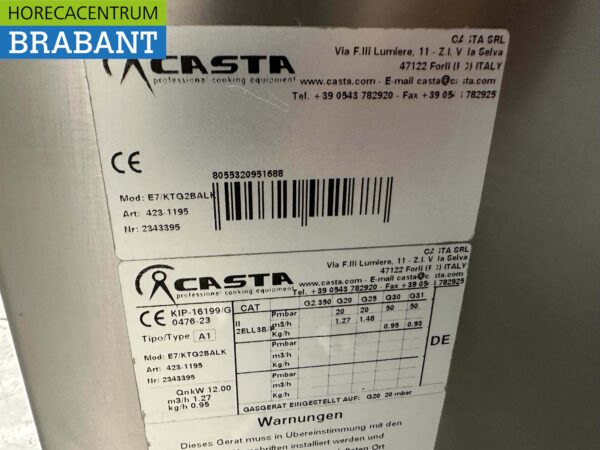 HORECACENTRUM
BRABANT
CASTA
professional cooking equipment
CASTA SRL
Via F.lli Lumiere, 11 - Z.I. Villa Selva
47122 Forlì (FC) ITALY
www.casta.com - E-mail casta@casta.com
Tel. +39 0543 782920 - Fax +39 0543 782925
CE
8055320951688
Mod: E7/KTG2BALK
Art: 423-1195
Nr: 2343395
CASTA
professional cooking equipment
CASTA SRL
Via F.lli Lumiere, 11 - Z.I. Villa Selva
47122 Forlì (FC) ITALY
www.casta.com - E-mail casta@casta.com
Tel. +39 0543 782920 - Fax +39 0543 782925
CE KIP-16199/G
0476-23
Tipo/Type A1
Mod: E7/KTG2BALK
Art: 423-1195
Nr: 2343395
QnkW 12.00
m3/h 1.27
kg/h 0.95
CAT G2.350 G20 G25 G30 G31
II 2ELL3B/P
Pmbar 20 20 50 50
m3/h 1.27 1.48
Kg/h 0.95 0.93
Pmbar
m3/h
Kg/h
DE
GASGERÄT EINGESTELLT AUF: G20 20 mbar
Warnungen
Dieses Gerät muss in Übereinstimmung mit den
installiert werden und
Ort